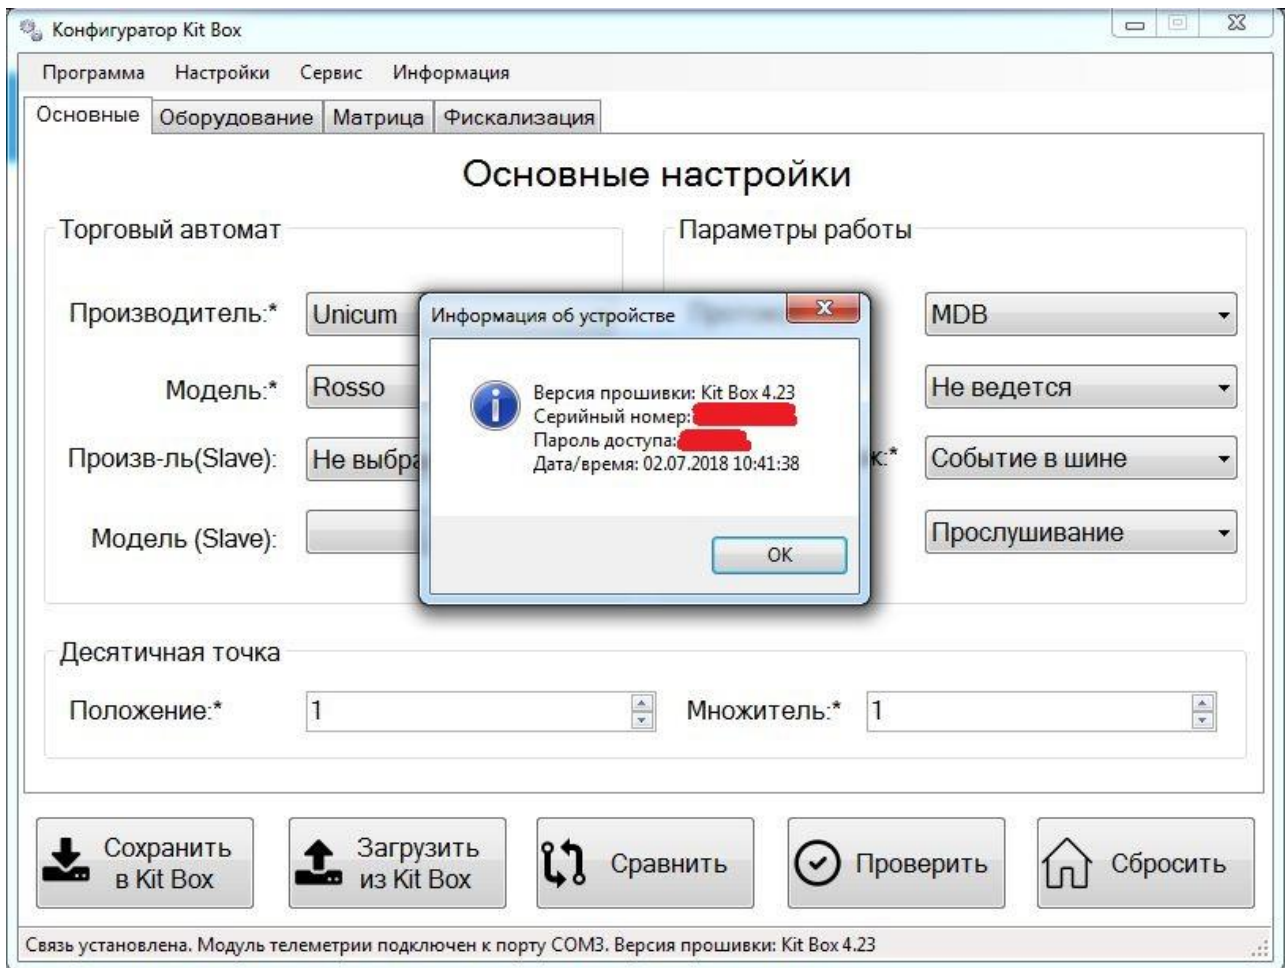 Конфигуратор Kit Box
Программа Настройки Сервис Информация
Основные Оборудование Матрица Фискализация
Основные настройки
Торговый автомат
Параметры работы
Производитель:* Unicum
MDB
Модель:* Rosso
Не ведется
Произв-ль(Slave): Не выбра
к:* Событие в шине
Модель (Slave):
Прослушивание
Информация об устройстве
Версия прошивки: Kit Box 4.23
Серийный номер:
Пароль доступа:
Дата/время: 02.07.2018 10:41:38
OK
Десятичная точка
Положение:* 1 Множитель:* 1
Сохранить
в Kit Box
Загрузить
из Kit Box
Сравнить
Проверить
Сбросить
Связь установлена. Модуль телеметрии подключен к порту COM3. Версия прошивки: Kit Box 4.23